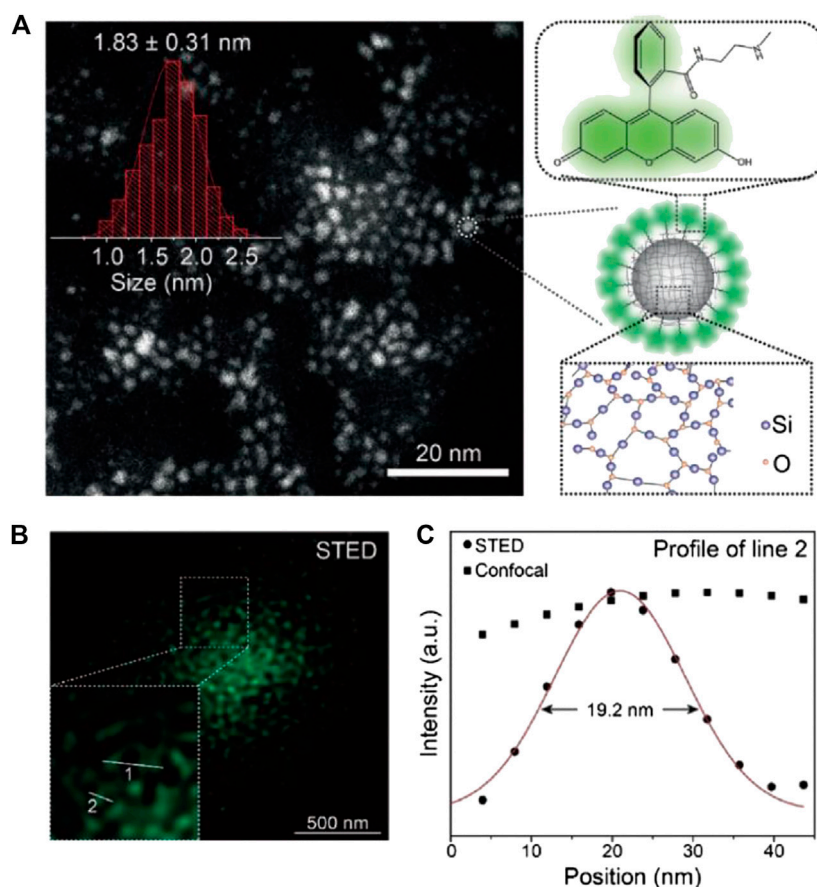 A
1.83 ± 0.31 nm
1.0 1.5 2.0 2.5
Size (nm)
20 nm
O
O
OH
O
H
N
N
H
Si
O
B
STED
1
2
500 nm
C
STED
Confocal
Profile of line 2
19.2 nm
Intensity (a.u.)
0 10 20 30 40
Position (nm)